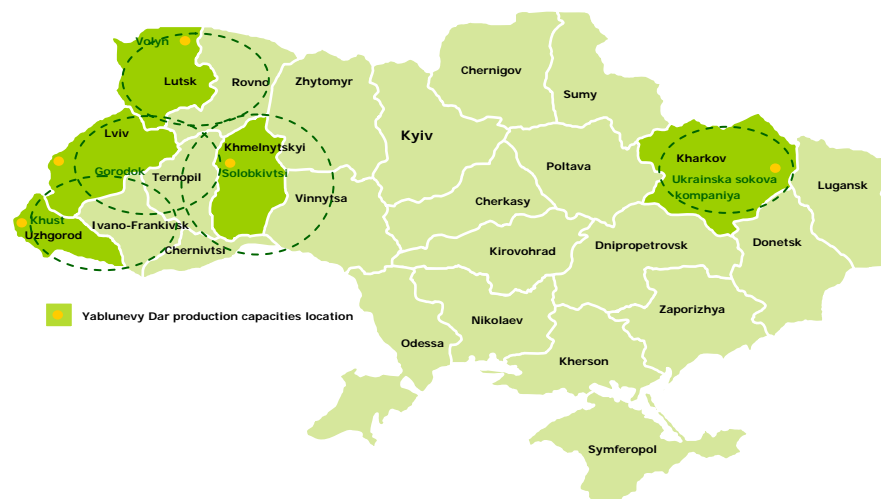 Volyn
Lutsk
Rovno
Zhytomyr
Chernigov
Sumy
Kyiv
Lviv
Khmelnytskyi
Gorodok
Ternopil
Solobkivtsi
Vinnytsa
Poltava
Kharkov
Ukrainska sokova
kompaniya
Lugansk
Cherkasy
Khust
Uzhgorod
Ivano-Frankivsk
Chernivtsi
Kirovohrad
Dnipropetrovsk
Donetsk
Yablunevy Dar production capacities location
Nikolaev
Zaporizhya
Odessa
Kherson
Symferopol